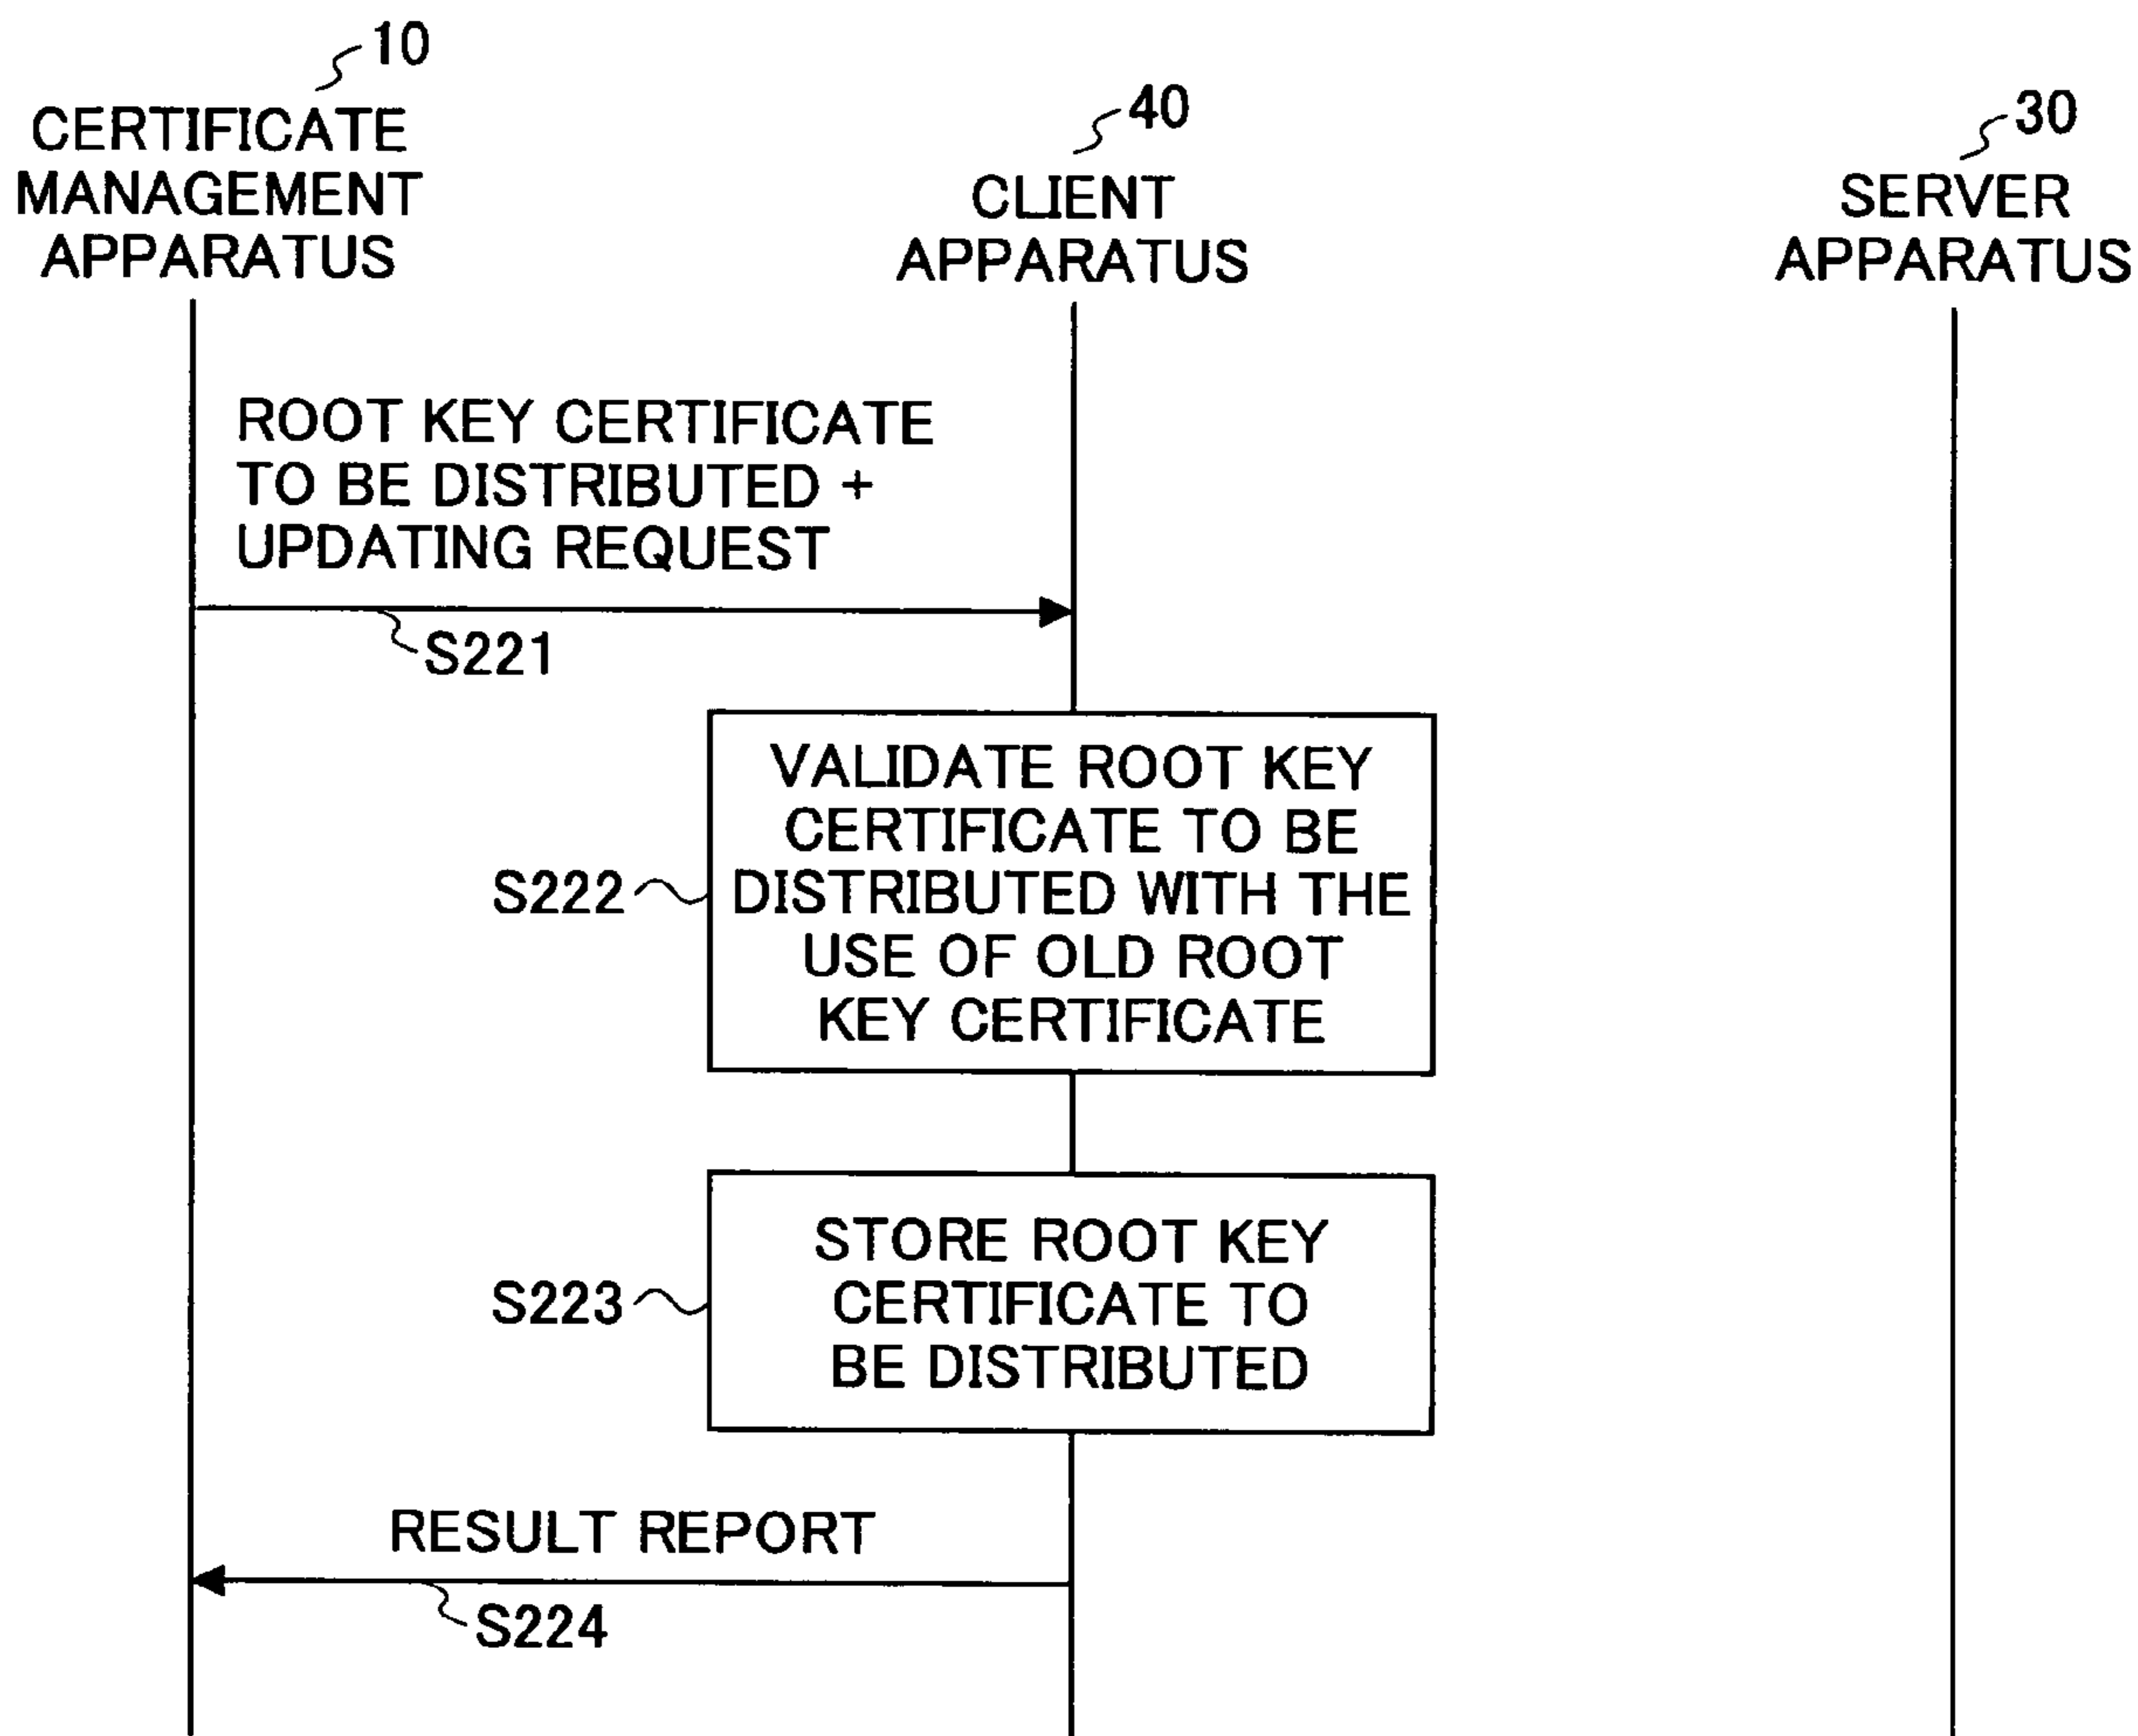 10
CERTIFICATE
MANAGEMENT
APPARATUS
40
CLIENT
APPARATUS
30
SERVER
APPARATUS
ROOT KEY CERTIFICATE
TO BE DISTRIBUTED +
UPDATING REQUEST
S221
VALIDATE ROOT KEY
CERTIFICATE TO BE
DISTRIBUTED WITH THE
USE OF OLD ROOT
KEY CERTIFICATE
S222
STORE ROOT KEY
CERTIFICATE TO
BE DISTRIBUTED
S223
RESULT REPORT
S224